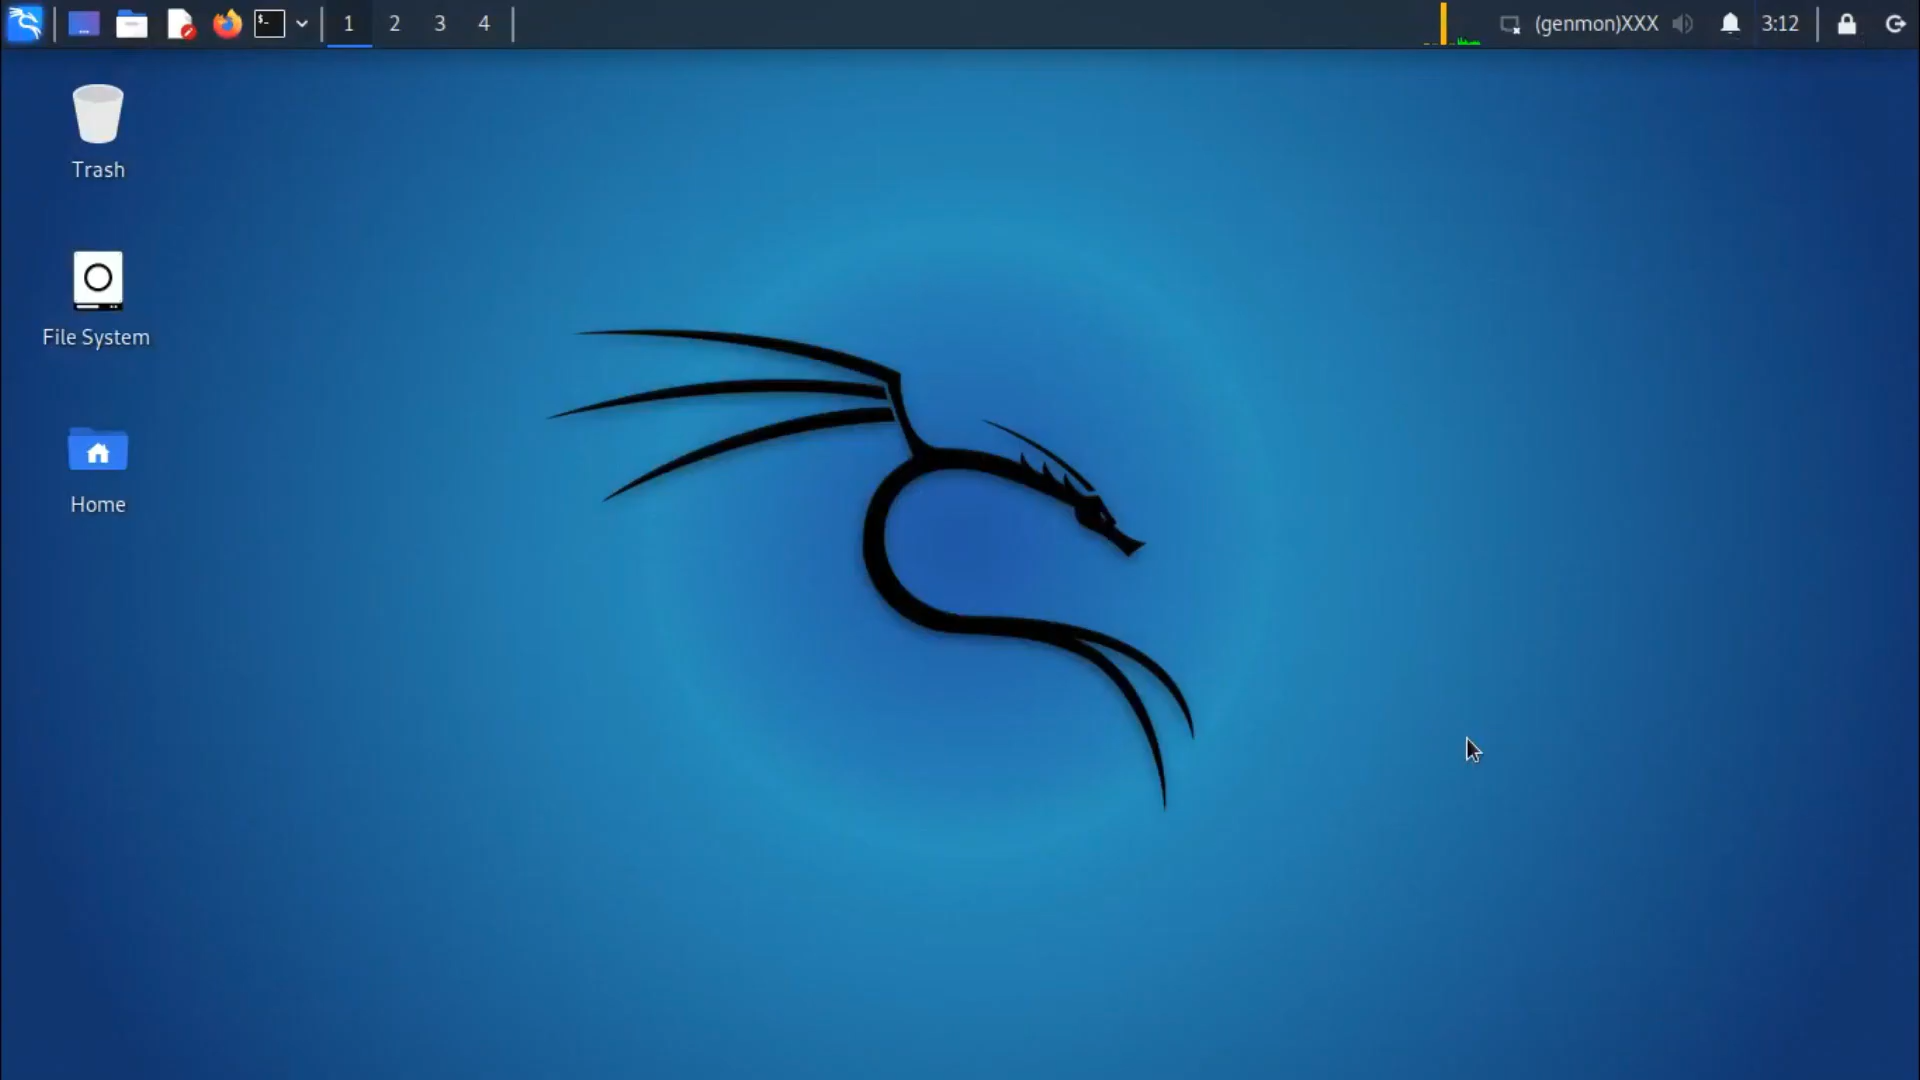 $-
1 2 3 4
(genmon)XXX
3:12
Trash
File System
Home